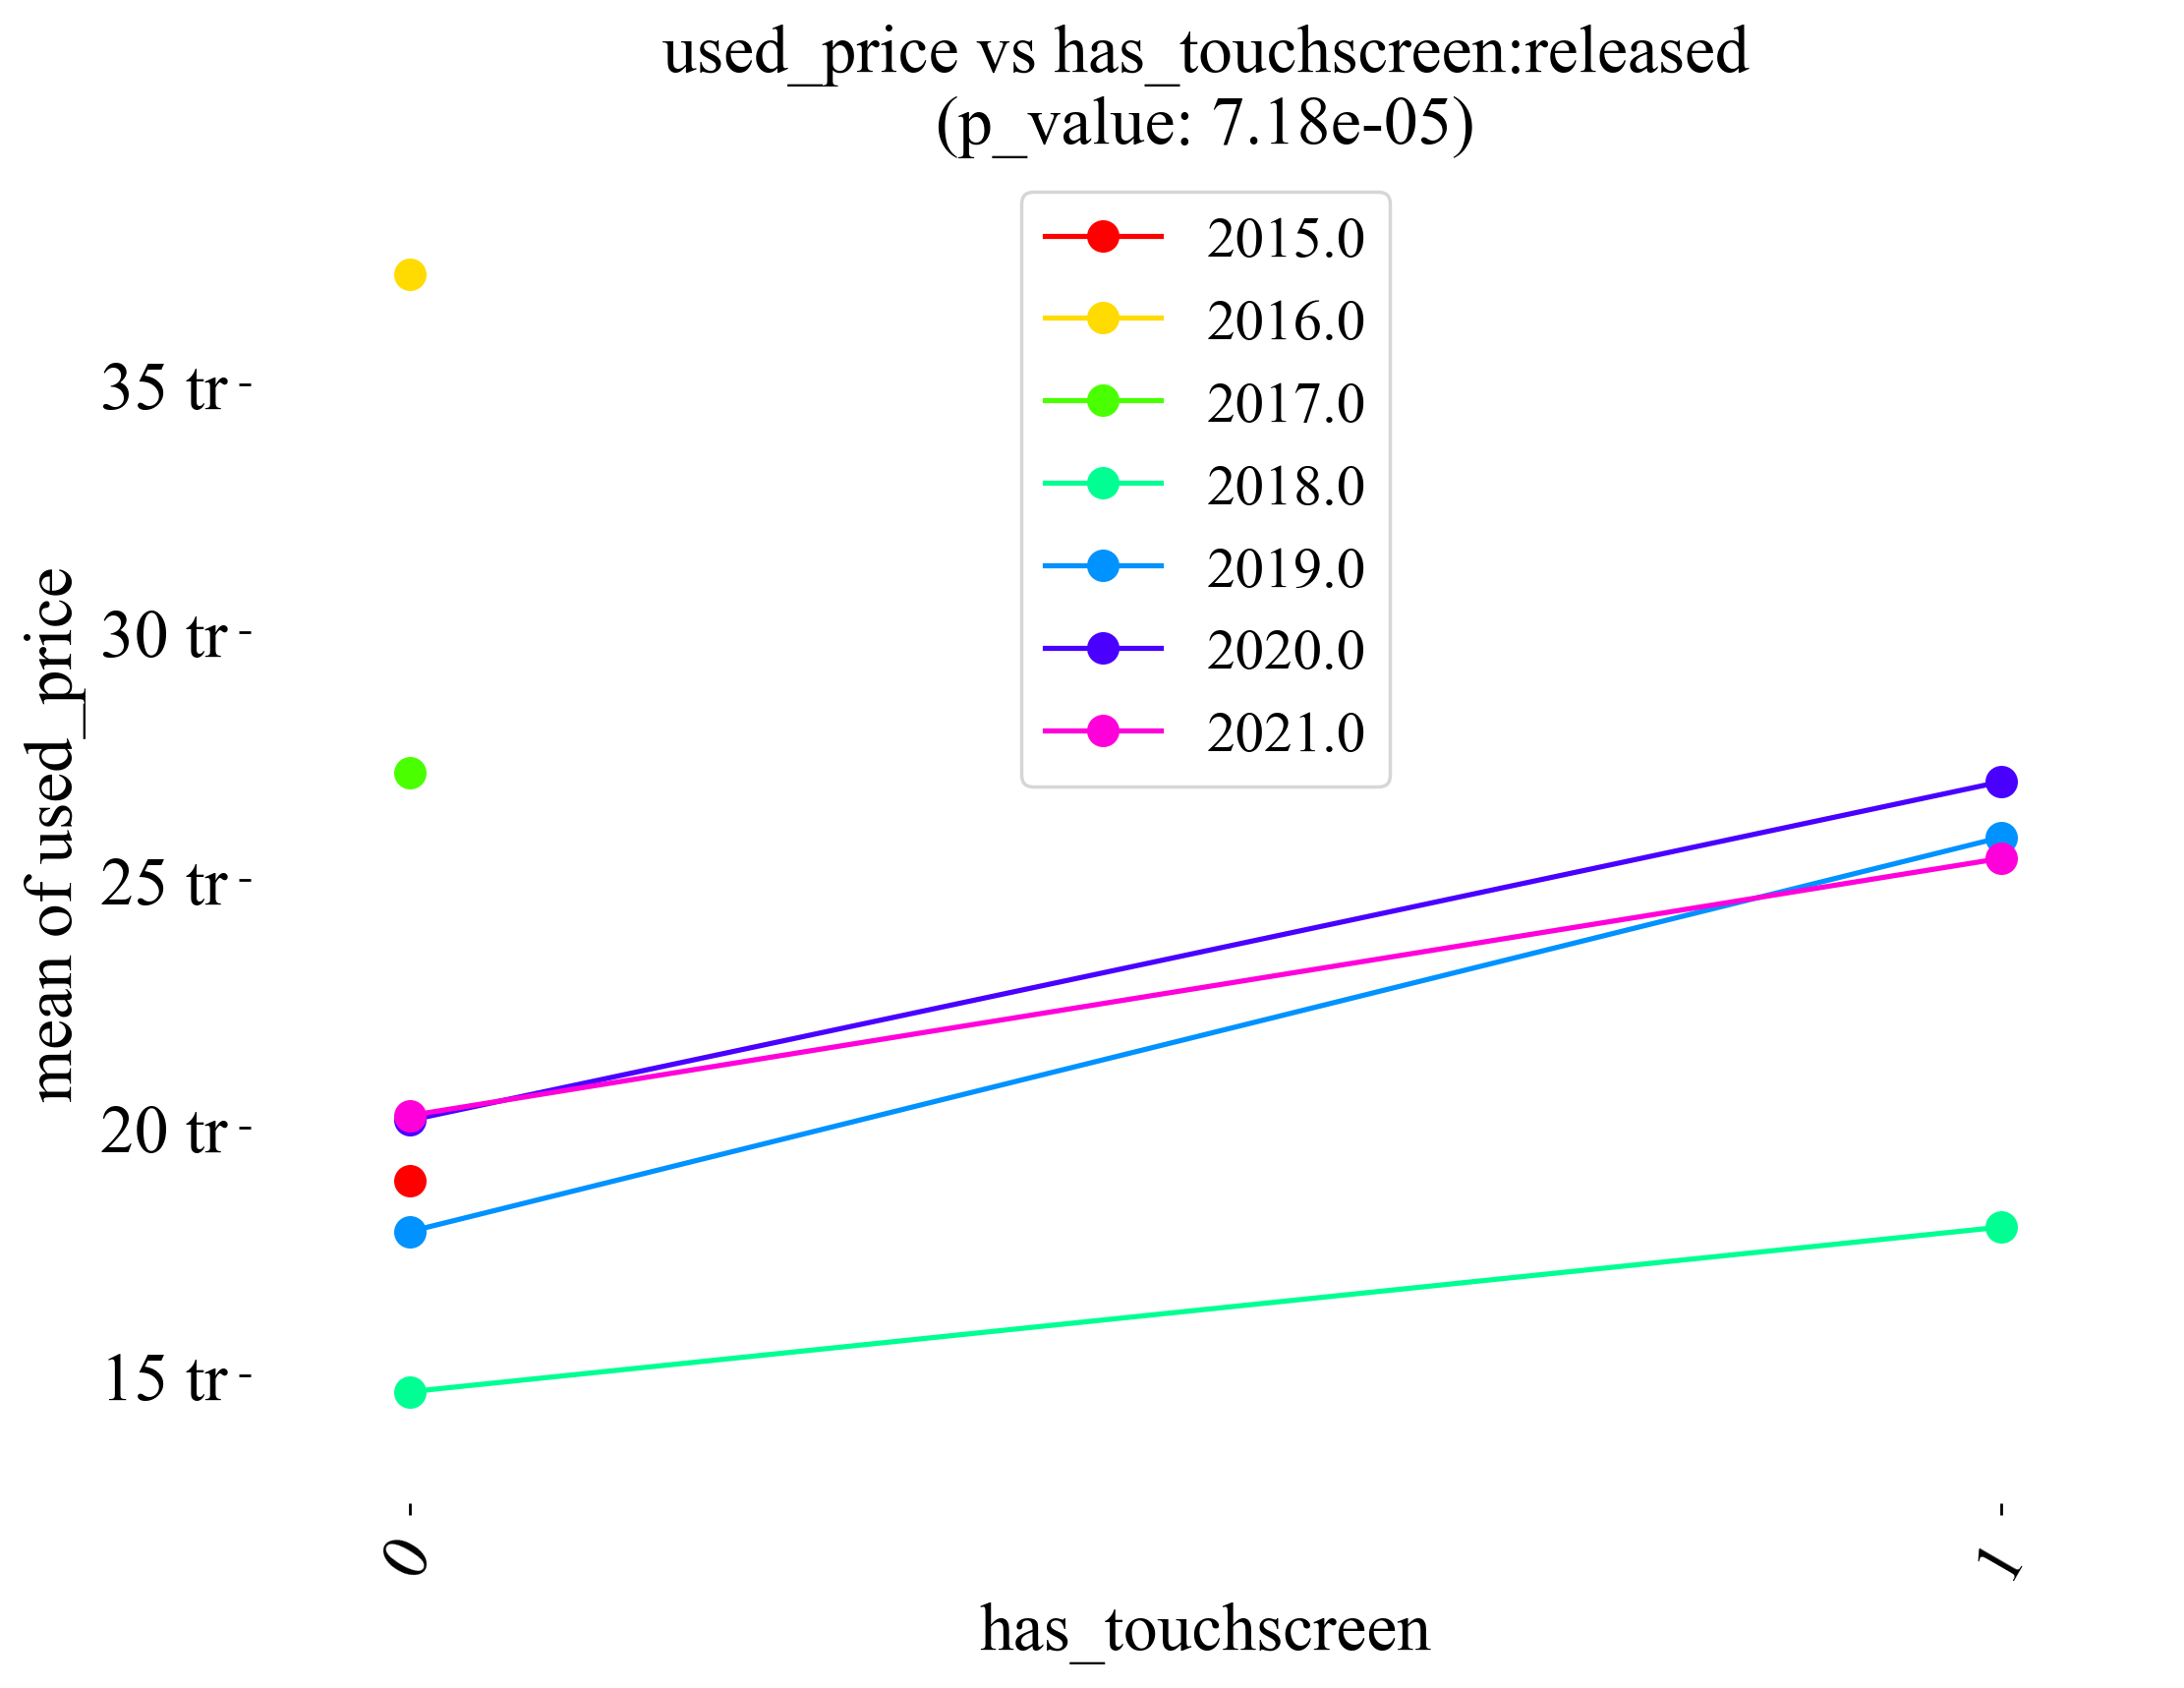 used_price vs has_touchscreen:released
(p_value: 7.18e-05)
2015.0
2016.0
2017.0
2018.0
2019.0
2020.0
2021.0
35 tr
30 tr
25 tr
20 tr
15 tr
mean of used_price
0
1
has_touchscreen